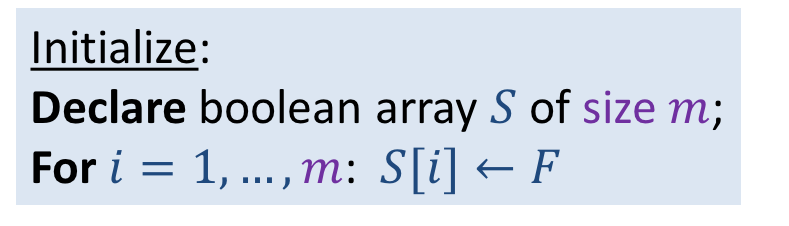 Initialize:
Declare boolean array S of size m;
For i = 1, … , m: S[i] ← F